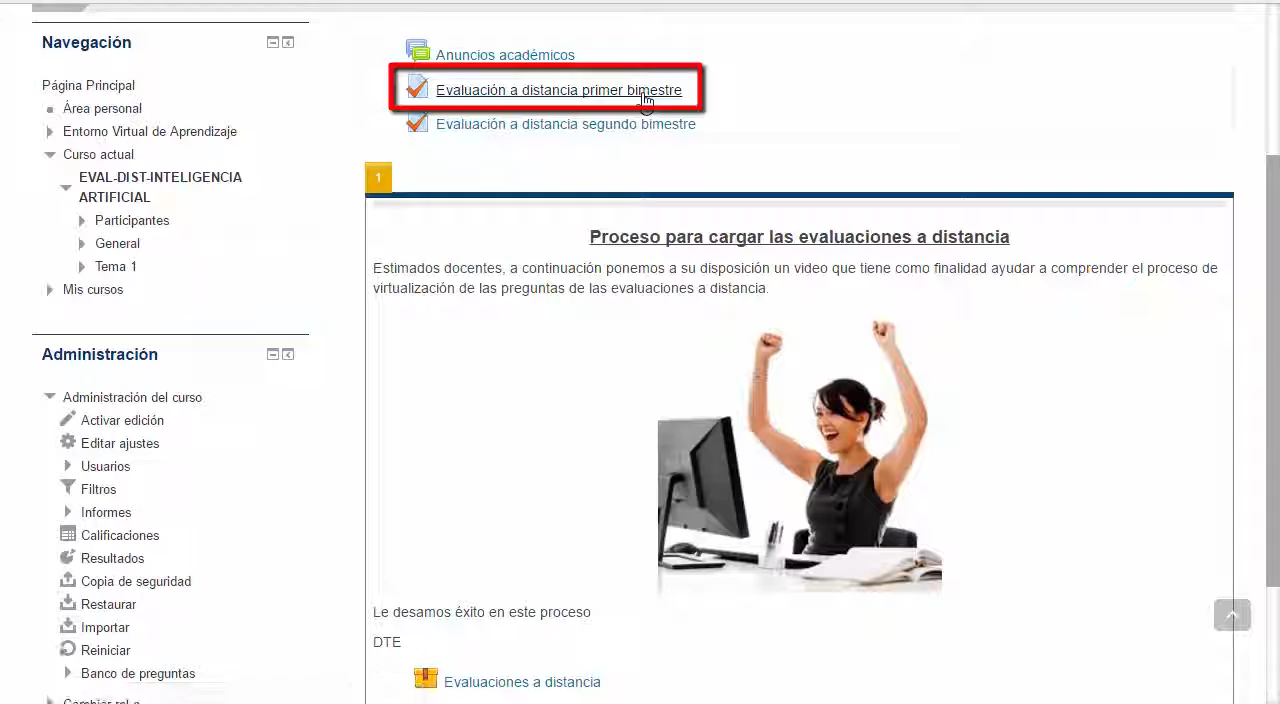 Navegación
Página Principal
Área personal
Entorno Virtual de Aprendizaje
Curso actual
EVAL-DIST-INTELIGENCIA
ARTIFICIAL
Participantes
General
Tema 1
Mis cursos
Administración
Administración del curso
Activar edición
Editar ajustes
Usuarios
Filtros
Informes
Calificaciones
Resultados
Copia de seguridad
Restaurar
Importar
Reiniciar
Banco de preguntas
Anuncios académicos
Evaluación a distancia primer bimestre
Evaluación a distancia segundo bimestre
1
Proceso para cargar las evaluaciones a distancia
Estimados docentes, a continuación ponemos a su disposición un video que tiene como finalidad ayudar a comprender el proceso de
virtualización de las preguntas de las evaluaciones a distancia.
Le desamos éxito en este proceso
DTE
Evaluaciones a distancia